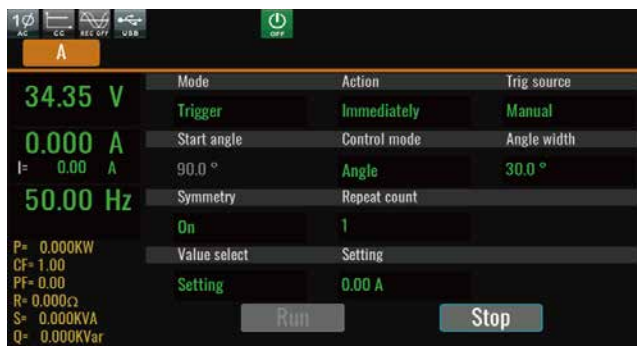 1Ø
AC CC REC OFF USB OFF
A
34.35 V
0.000 A
I= 0.00 A
50.00 Hz
P= 0.000KW
CF= 1.00
PF= 0.00
R= 0.000Ω
S= 0.000KVA
Q= 0.000KVar
Mode Action Trig source
Trigger Immediately Manual
Start angle Control mode Angle width
90.0 ° Angle 30.0 °
Symmetry Repeat count
On 1
Value select Setting
Setting 0.00 A
Run Stop